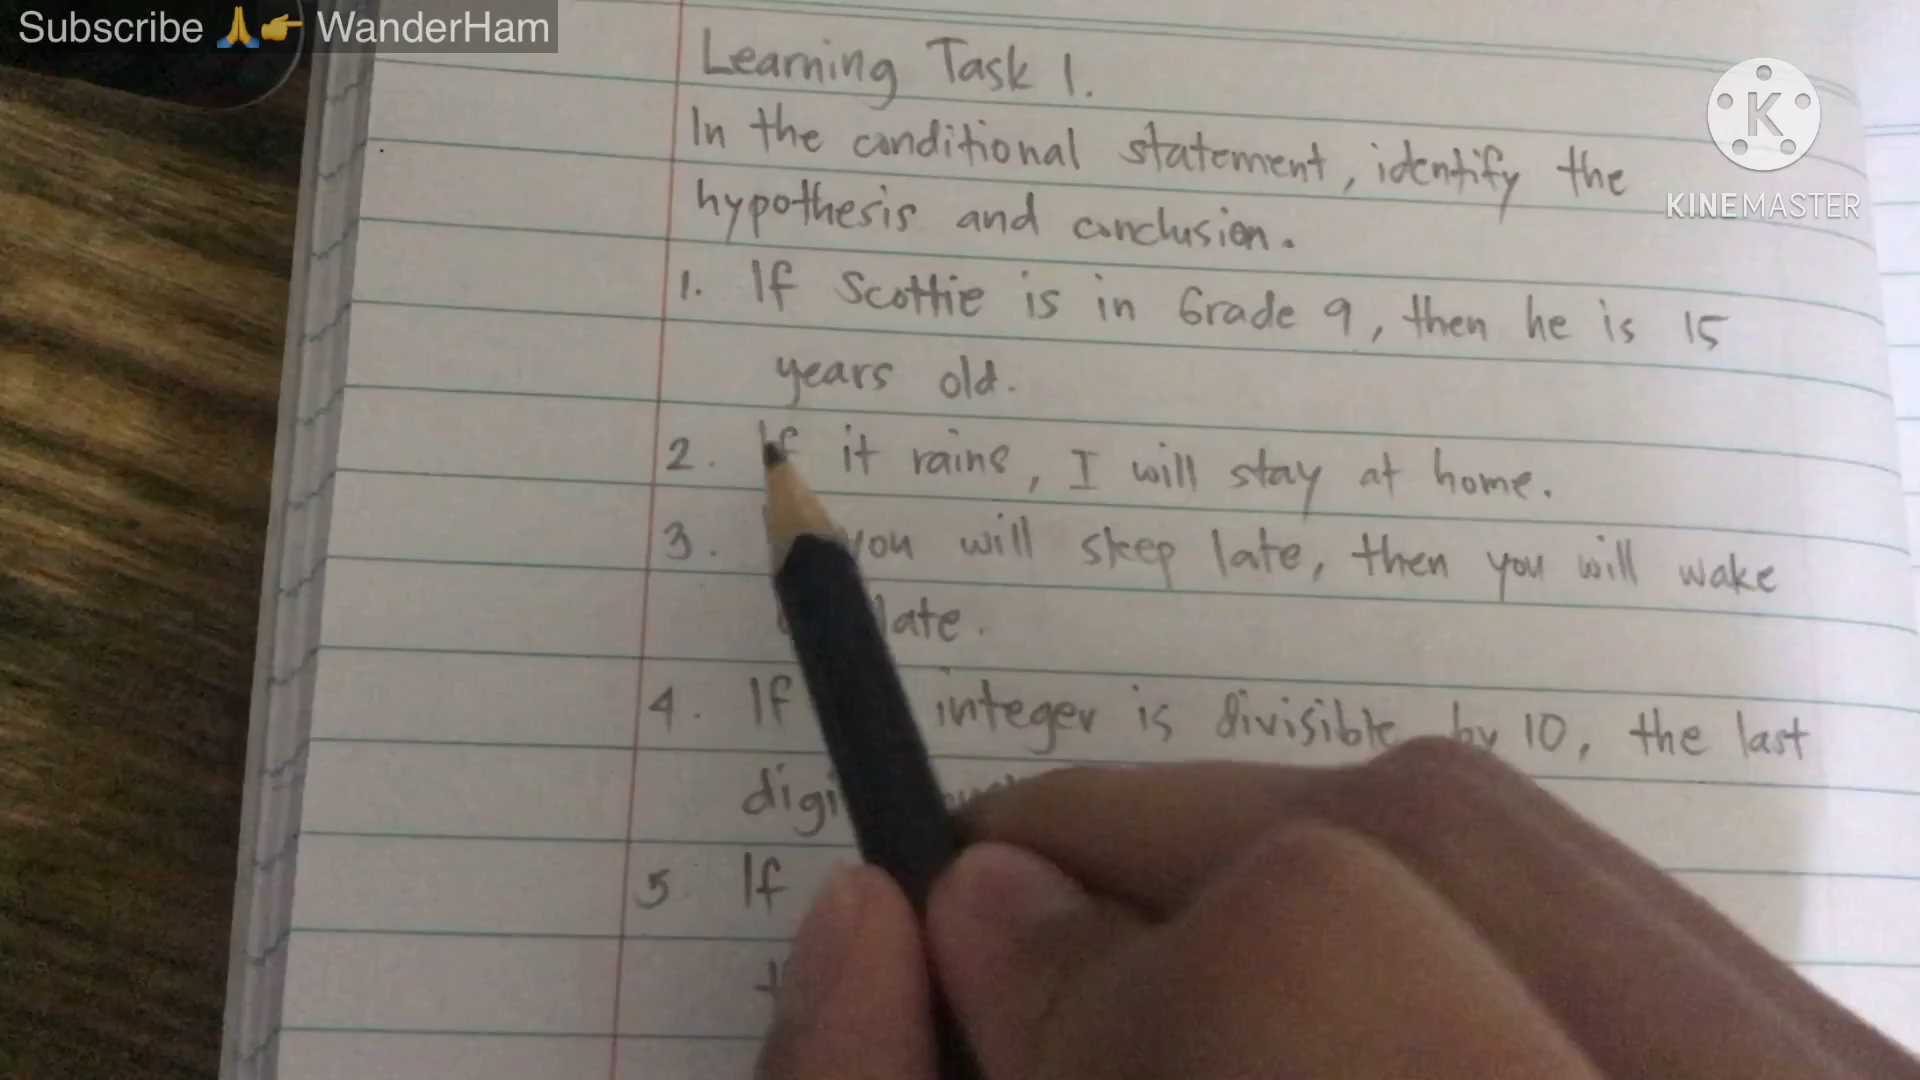 Subscribe 🙏👉 WanderHam
KINEMASTER
Learning Task 1.
In the conditional statement, identify the
hypothesis and conclusion.
1. If Scottie is in Grade 9, then he is 15
years old.
2. If it rains, I will stay at home.
3. you will sleep late, then you will wake
late.
4. If integer is divisible by 10, the last
5. If